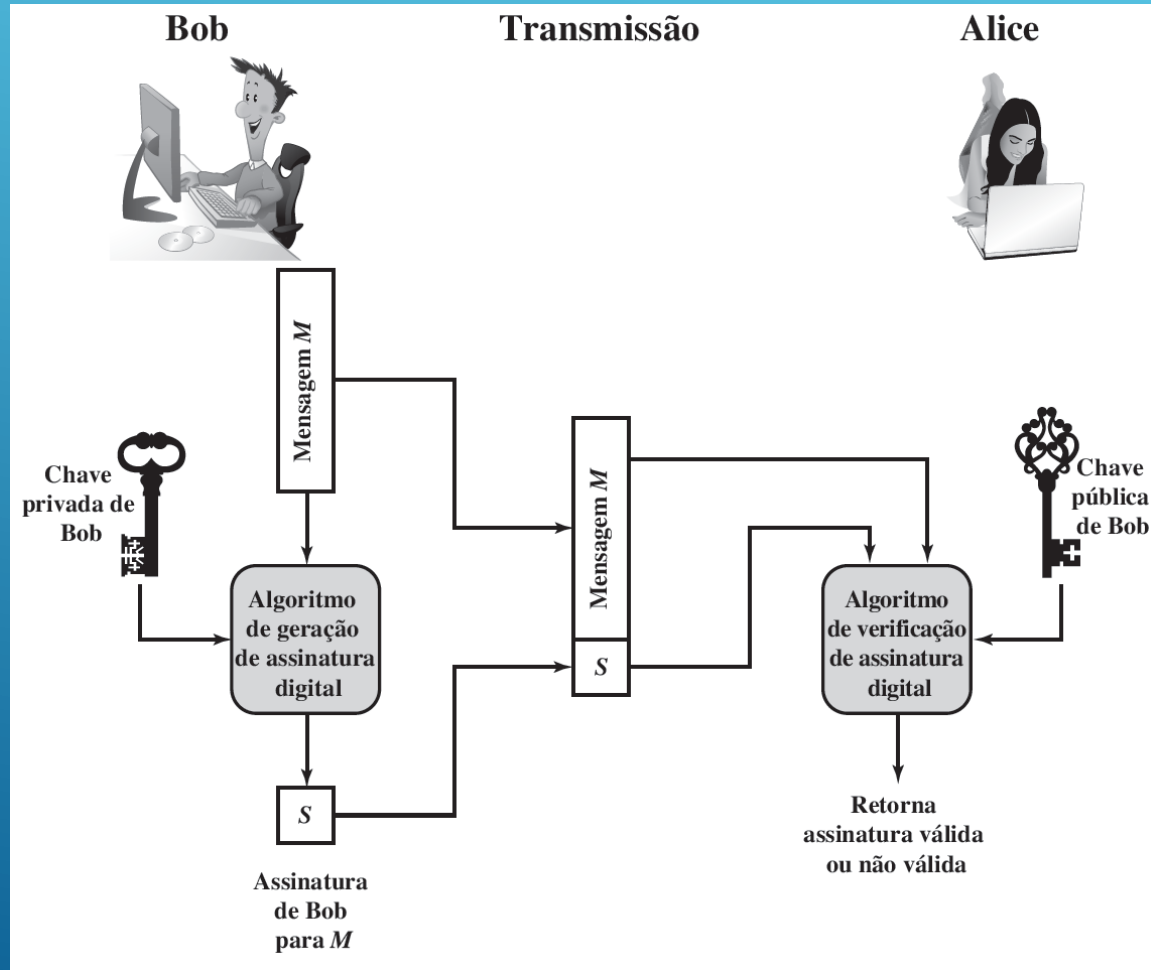 Bob
Transmissão
Alice
Mensagem M
Chave
privada de
Bob
Algoritmo
de geração
de assinatura
digital
S
Assinatura
de Bob
para M
Mensagem M
S
Chave
pública
de Bob
Algoritmo
de verificação
de assinatura
digital
Retorna
assinatura válida
ou não válida